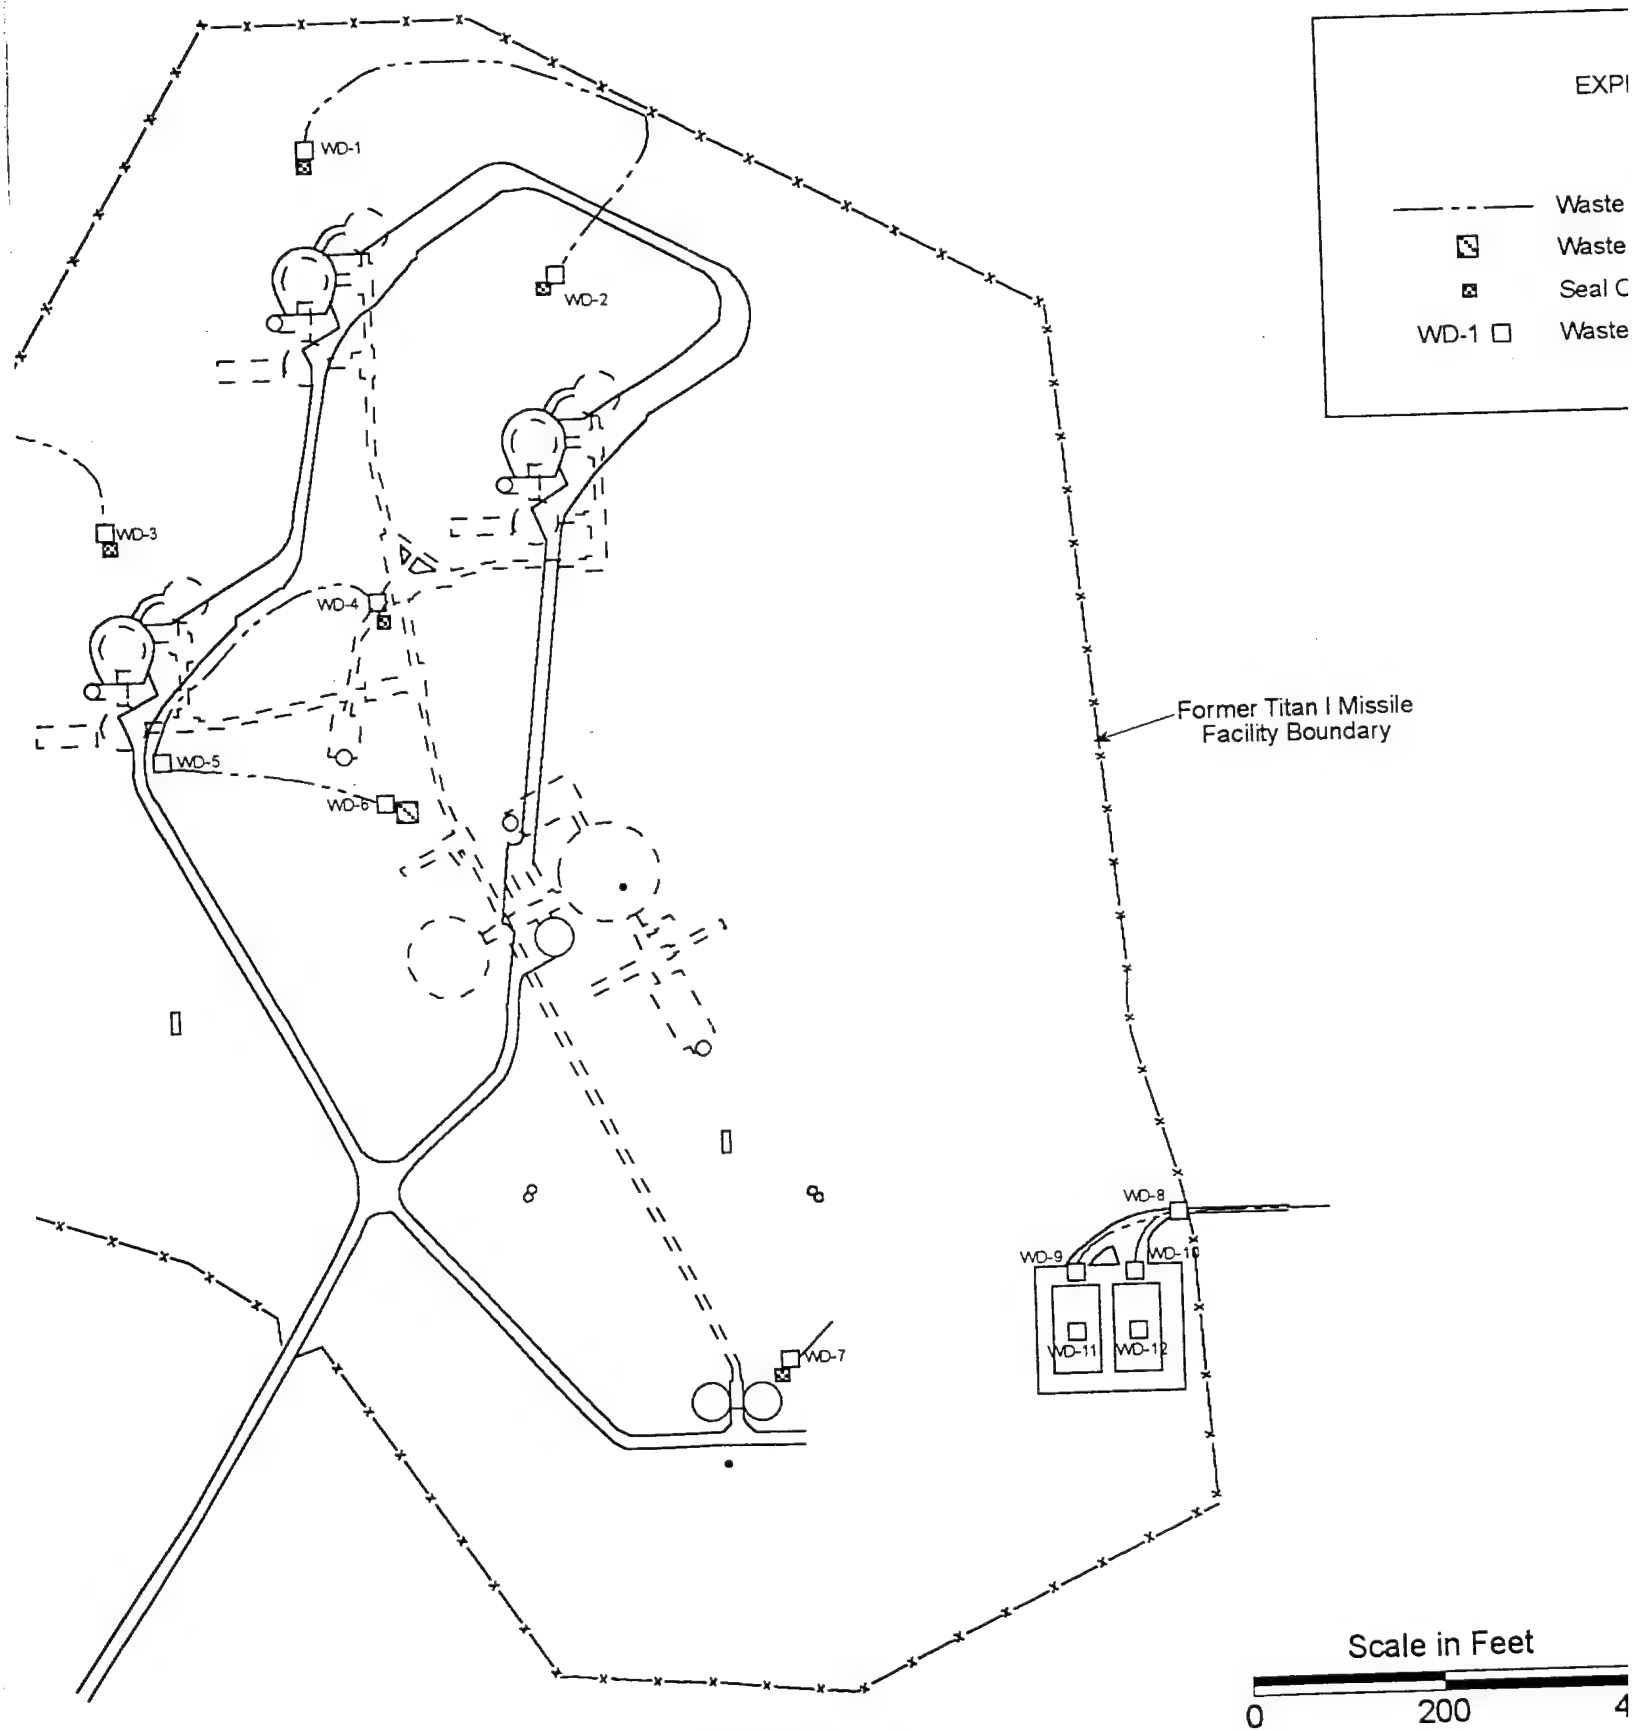 EXPI
WD-1
Waste
Waste
WD-2
Seal C
WD-1
Waste
WD-3
WD-4
Former Titan I Missile
Facility Boundary
WD-5
WD-6
WD-8
WD-9
WD-10
WD-11
WD-12
WD-7
Scale in Feet
0
200
4